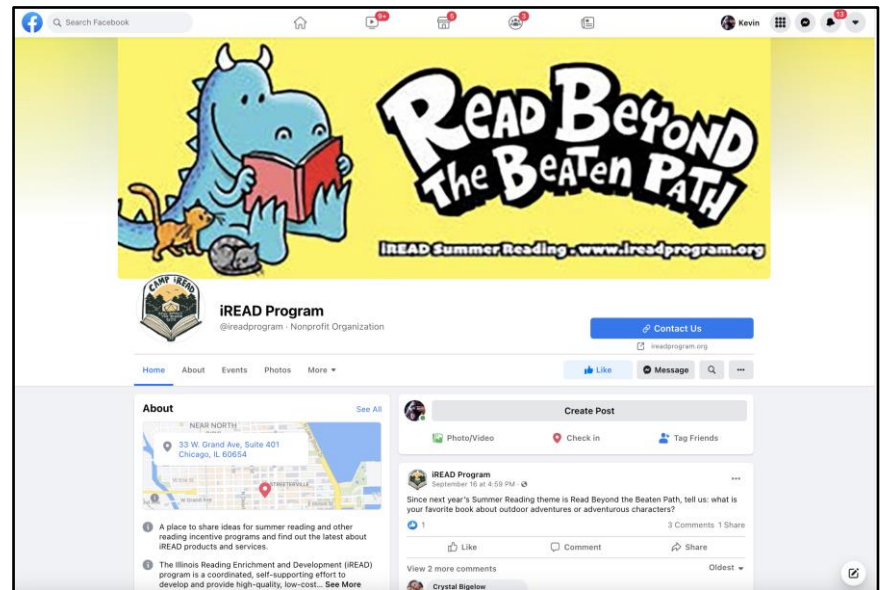 Search Facebook
9+
6
3
Kevin
13
READ BEYOND
The BEATEN PATH
iREAD Summer Reading - www.ireadprogram.org
CAMP iREAD
iREAD Program
@ireadprogram · Nonprofit Organization
Contact Us
ireadprogram.org
Home
About
Events
Photos
More
Like
Message
About
See All
NEAR NORTH
33 W. Grand Ave, Suite 401
Chicago, IL 60654
STREETERVILLE
A place to share ideas for summer reading and other
reading incentive programs and find out the latest about
iREAD products and services.
The Illinois Reading Enrichment and Development (iREAD)
program is a coordinated, self-supporting effort to
develop and provide high-quality, low-cost... See More
Create Post
Photo/Video
Check in
Tag Friends
iREAD Program
September 16 at 4:59 PM ·
Since next year's Summer Reading theme is Read Beyond the Beaten Path, tell us: what is
your favorite book about outdoor adventures or adventurous characters?
1
3 Comments 1 Share
Like
Comment
Share
View 2 more comments
Oldest
Crystal Bigelow